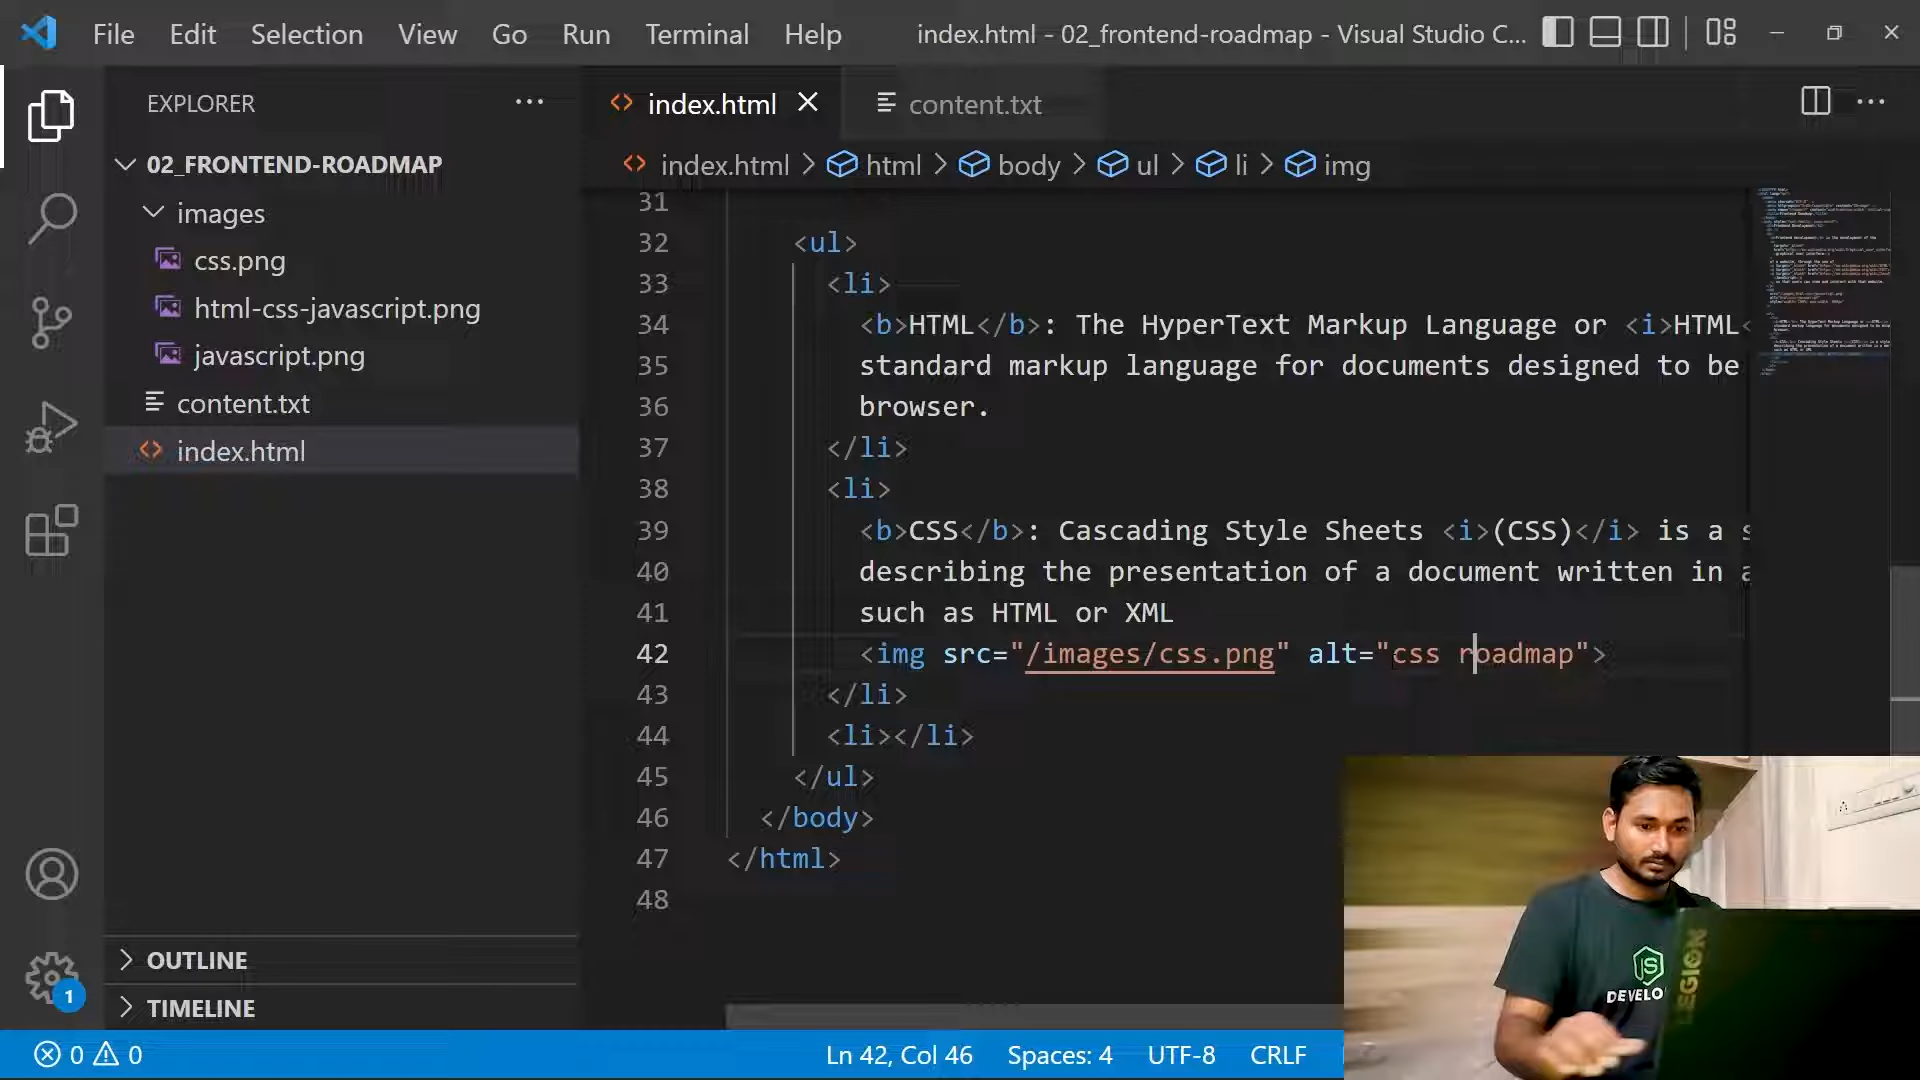 File Edit Selection View Go Run Terminal Help index.html - 02_frontend-roadmap - Visual Studio C...
EXPLORER
index.html
content.txt
02_FRONTEND-ROADMAP
index.html > html > body > ul > li > img
images
css.png
html-css-javascript.png
javascript.png
content.txt
index.html
31
32 <ul>
33 <li>
34 <b>HTML</b>: The HyperText Markup Language or <i>HTML<
35 standard markup language for documents designed to be
36 browser.
37 </li>
38 <li>
39 <b>CSS</b>: Cascading Style Sheets <i>(CSS)</i> is a s
40 describing the presentation of a document written in a
41 such as HTML or XML
42 <img src="/images/css.png" alt="css roadmap">
43 </li>
44 <li></li>
45 </ul>
46 </body>
47 </html>
48
OUTLINE
TIMELINE
1
0 0
Ln 42, Col 46 Spaces: 4 UTF-8 CRLF
JS
DEVELO
LEGION